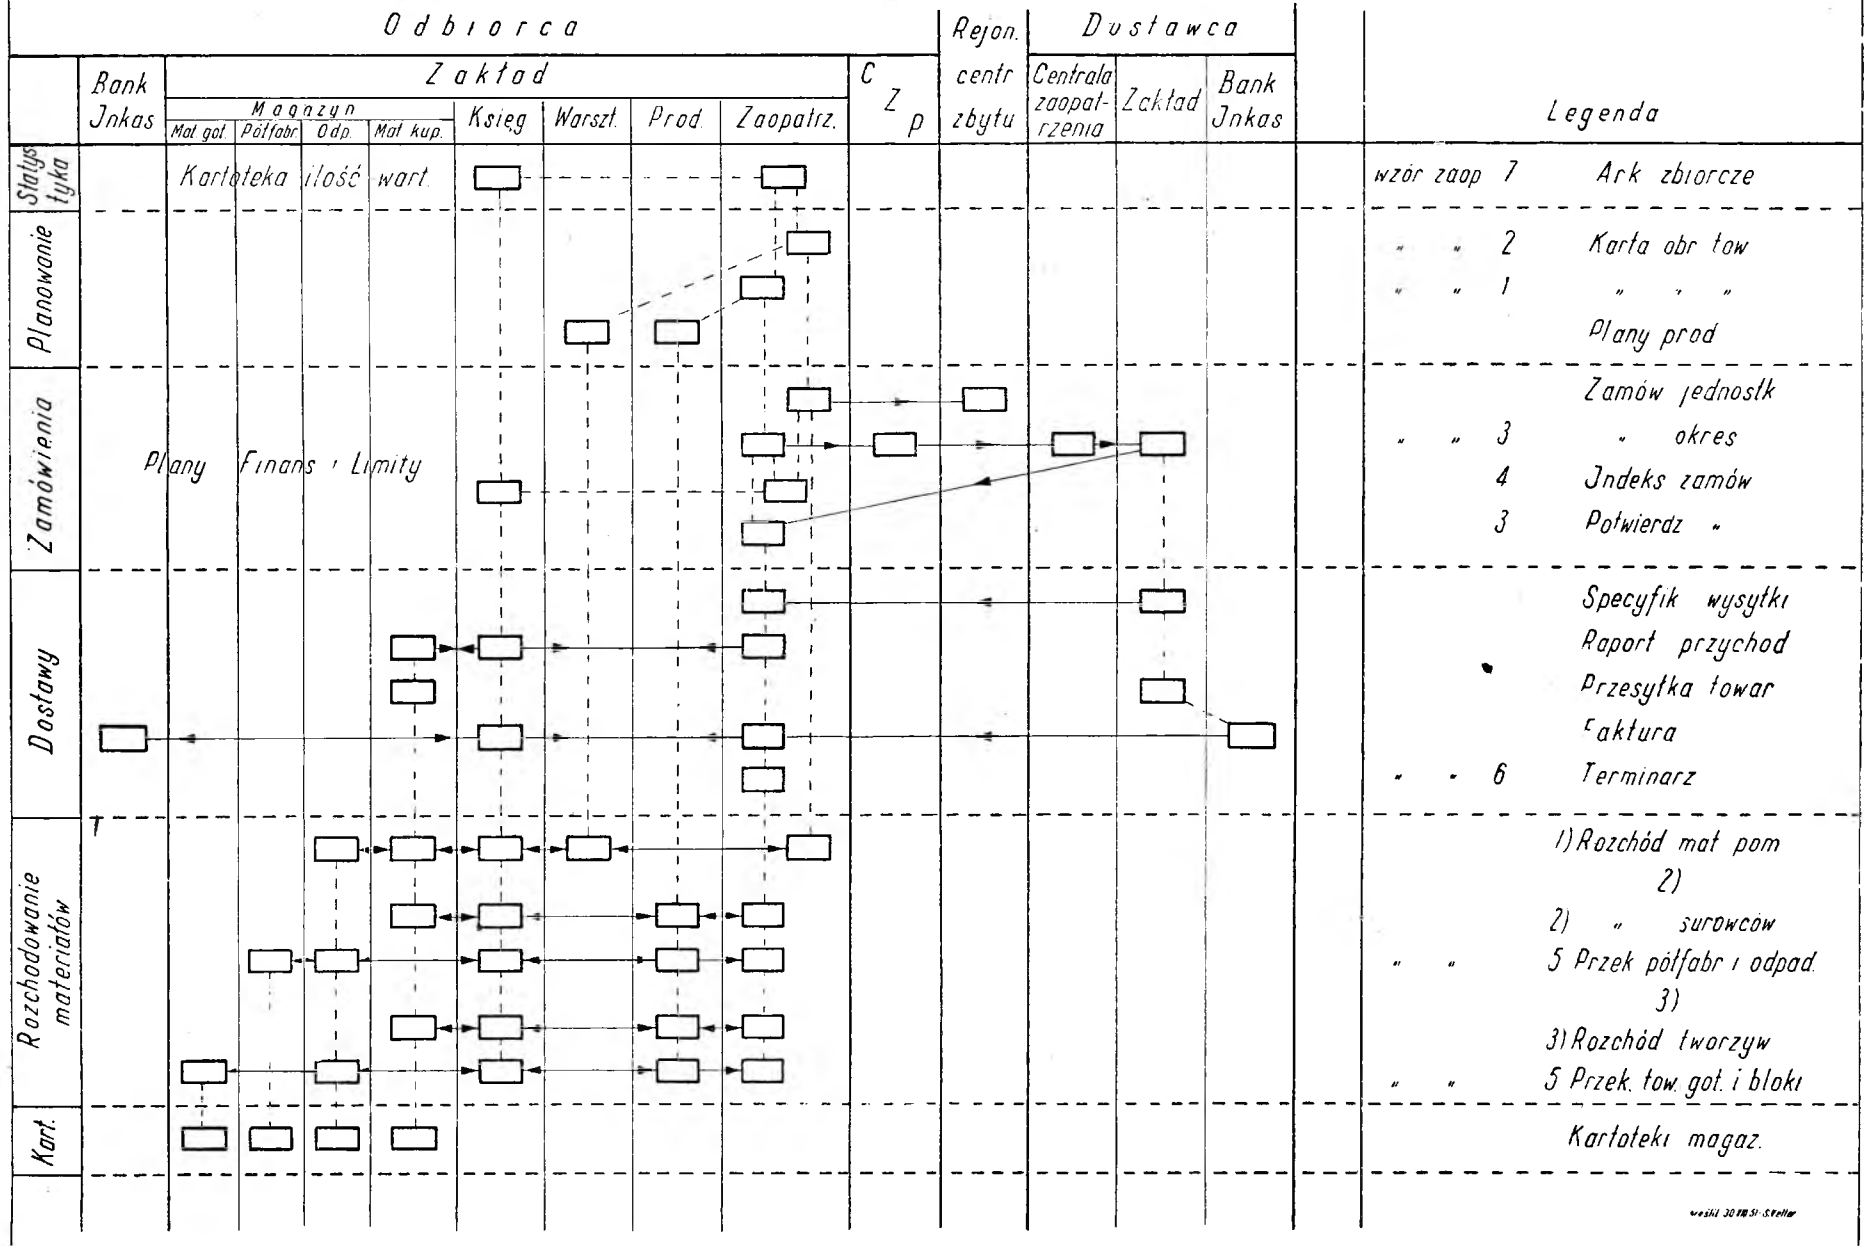 Odbiorca
Rejon. centr zbytu
Dostawca
Bank Jnkas
Zakład
C Z P
Centrala zaopat- rzenia
Zakład
Bank Jnkas
Legenda
Magazyn
Mat got.
Półfabr.
Odp.
Mat kup.
Księg
Warszt.
Prod.
Zaopatrz.
Statys tyka
Kartoteka ilość wart.
wzór zaop 7 Ark zbiorcze
Planowanie
" " 2 Karta obr tow
" " 1 " " "
Plany prod
Zamówienia
Plany Finans i Limity
Zamów jednostk
" " 3 " okres
4 Jndeks zamów
3 Potwierdz "
Dostawy
Specyfik wysyłki
Raport przychod
Przesyłka towar
Faktura
" " 6 Terminarz
Rozchodowanie materiałów
1) Rozchód mat pom
2)
2) " surowców
" " 5 Przek półfabr i odpad.
3)
3) Rozchód tworzyw
" " 5 Przek. tow. got. i bloki
Kart.
Kartoteki magaz.